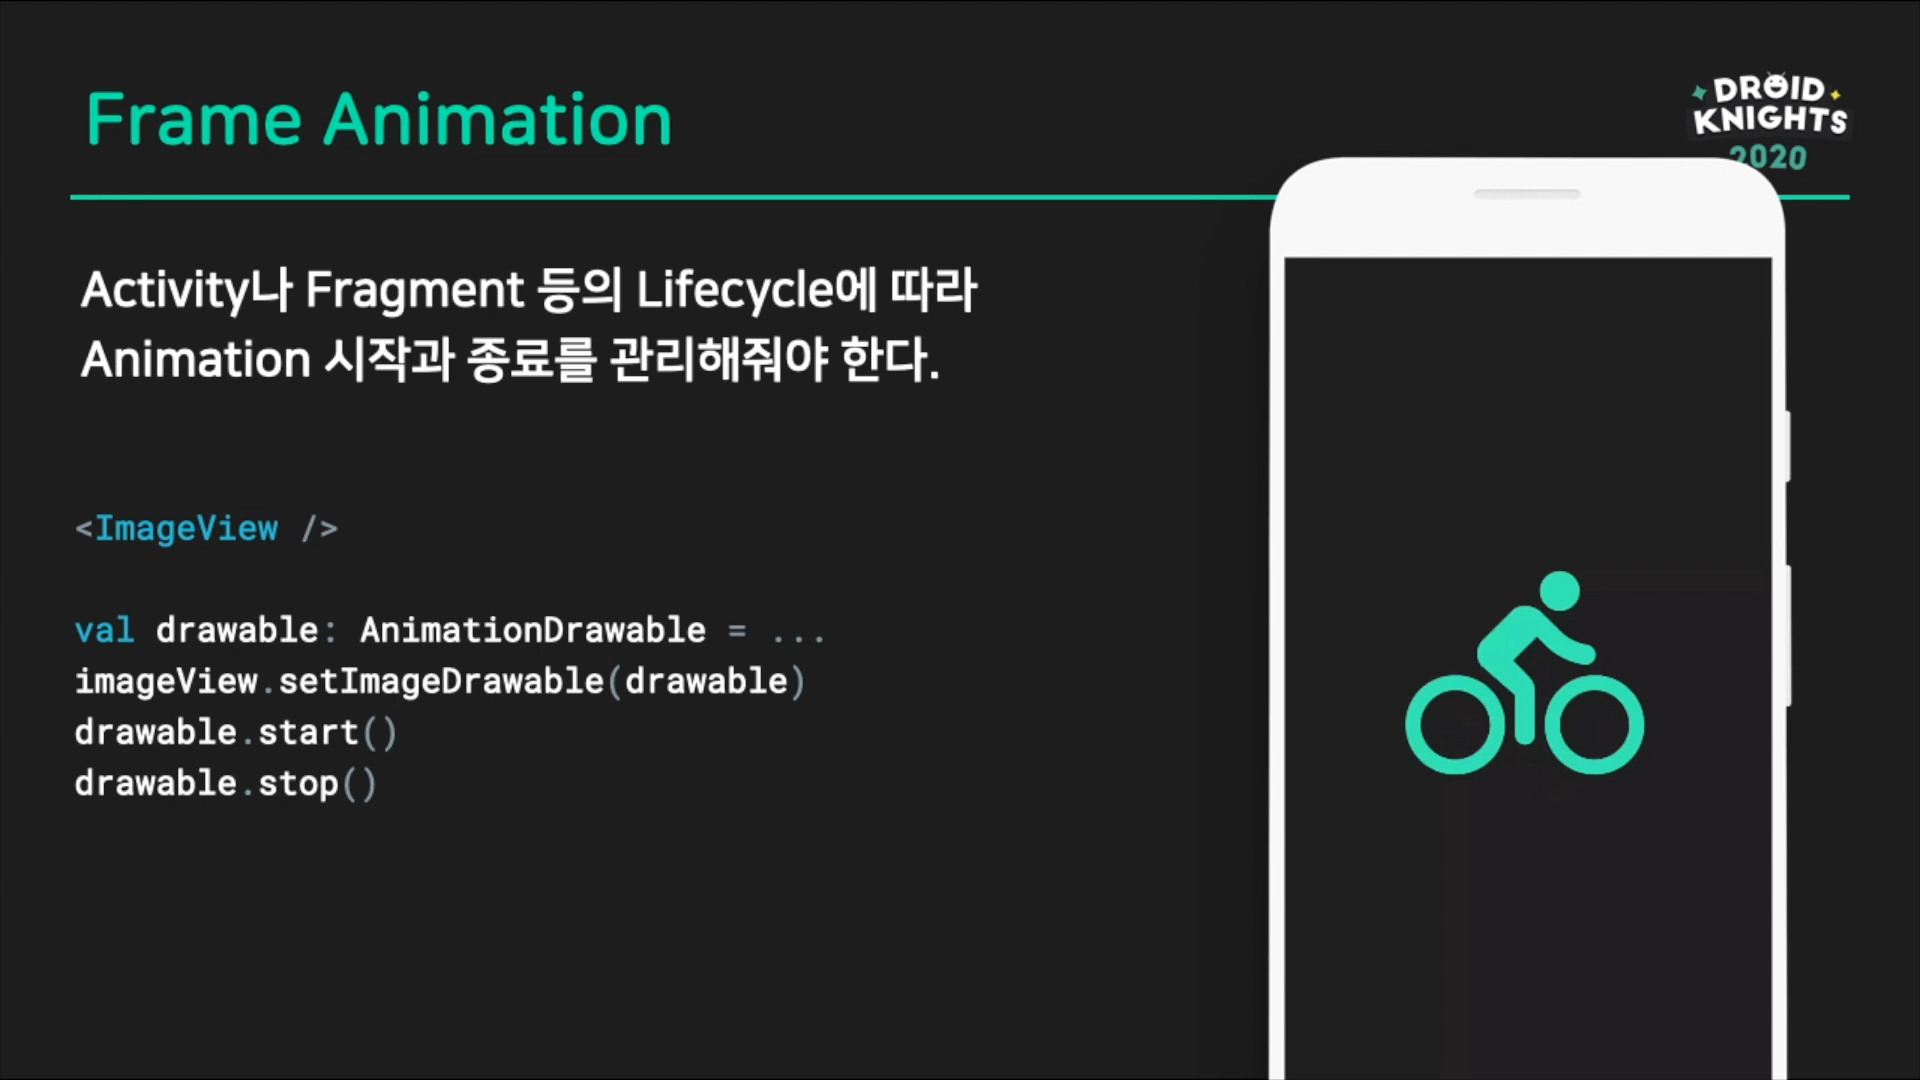 Frame Animation
DROID
KNIGHTS
2020
Activity나 Fragment 등의 Lifecycle에 따라
Animation 시작과 종료를 관리해줘야 한다.
<ImageView />
val drawable: AnimationDrawable = ...
imageView.setImageDrawable(drawable)
drawable.start()
drawable.stop()